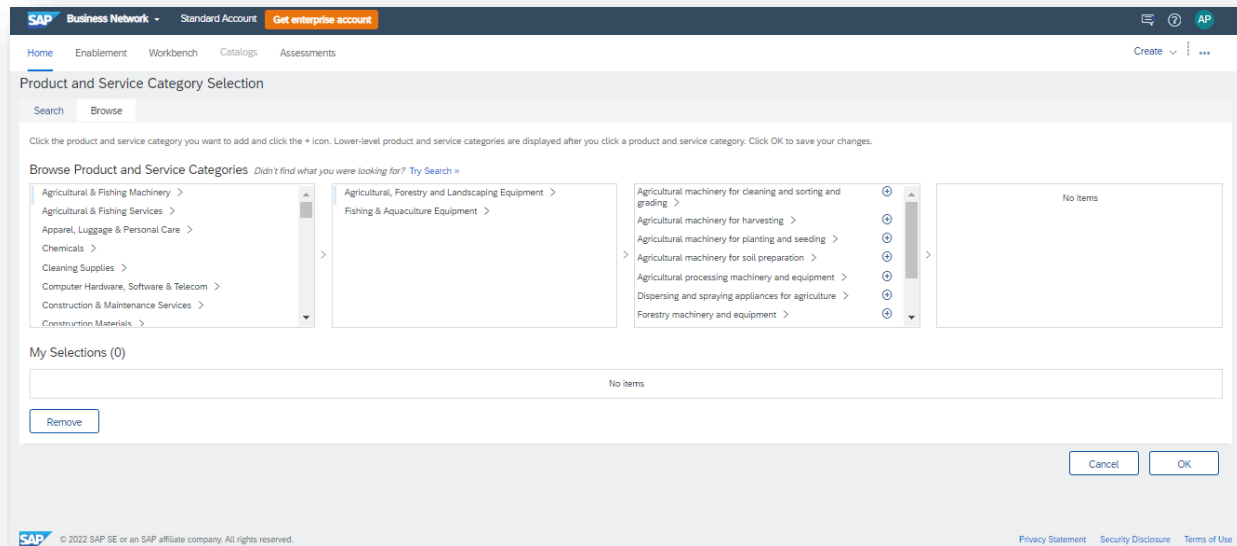 SAP Business Network Standard Account Get enterprise account AP
Home Enablement Workbench Catalogs Assessments Create
Product and Service Category Selection
Search Browse
Click the product and service category you want to add and click the + icon. Lower-level product and service categories are displayed after you click a product and service category. Click OK to save your changes.
Browse Product and Service Categories Didn't find what you were looking for? Try Search »
Agricultural & Fishing Machinery >
Agricultural & Fishing Services >
Apparel, Luggage & Personal Care >
Chemicals >
Cleaning Supplies >
Computer Hardware, Software & Telecom >
Construction & Maintenance Services >
Construction Materials >
Agricultural, Forestry and Landscaping Equipment >
Fishing & Aquaculture Equipment >
Agricultural machinery for cleaning and sorting and
grading >
Agricultural machinery for harvesting >
Agricultural machinery for planting and seeding >
Agricultural machinery for soil preparation >
Agricultural processing machinery and equipment >
Dispersing and spraying appliances for agriculture >
Forestry machinery and equipment >
No items
My Selections (0)
No items
Remove
Cancel OK
SAP © 2022 SAP SE or an SAP affiliate company. All rights reserved. Privacy Statement Security Disclosure Terms of Use